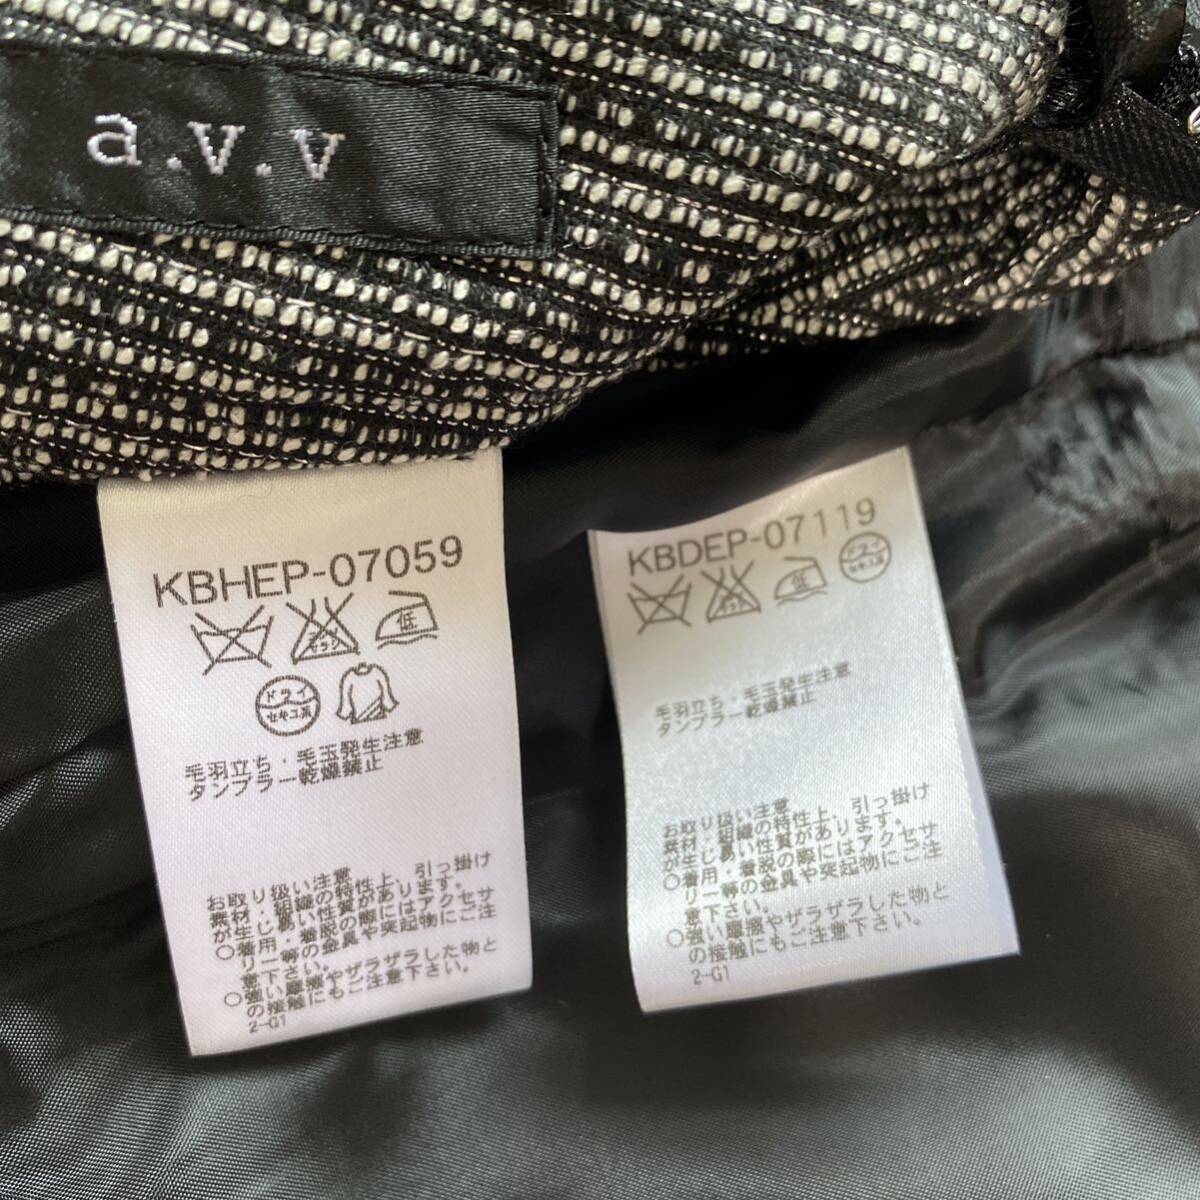 a.v.v
KBHEP-07059
エンソ
サラシ
低
ドライ
セキユ系
毛羽立ち・毛玉発生注意
タンブラー乾燥禁止
お取り扱い注意
素材・組織の特性上、引っ掛け
が生じ易い性質があります。
○着用・着脱の際にはアクセサ
リー等の金具や突起物にご注
意下さい。
○強い摩擦やザラザラした物と
の接触にもご注意下さい。
2-G1
KBDEP-07119
エンソ
サラシ
低
ドライ
セキユ系
毛羽立ち・毛玉発生注意
タンブラー乾燥禁止
お取り扱い注意
素材・組織の特性上、引っ掛け
が生じ易い性質があります。
○着用・着脱の際にはアクセサ
リー等の金具や突起物にご注
意下さい。
○強い摩擦やザラザラした物と
の接触にもご注意下さい。
2-G1